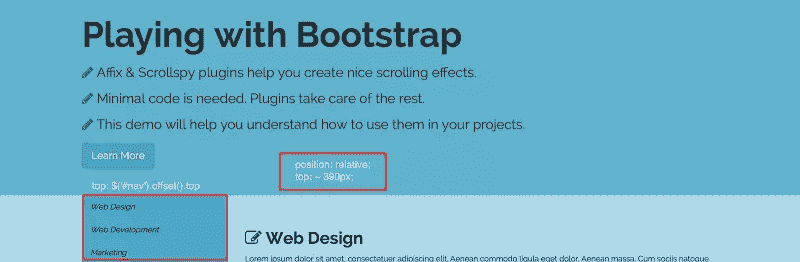 Playing with Bootstrap
Affix & Scrollspy plugins help you create nice scrolling effects.
Minimal code is needed. Plugins take care of the rest.
This demo will help you understand how to use them in your projects.
Learn More
position: relative;
top: ~ 390px;
top: $('#nav').offset().top
Web Design
Web Development
Marketing
Web Design
Lorem ipsum dolor sit amet, consectetuer adipiscing elit. Aenean commodo ligula eget dolor. Aenean massa. Cum sociis natoque